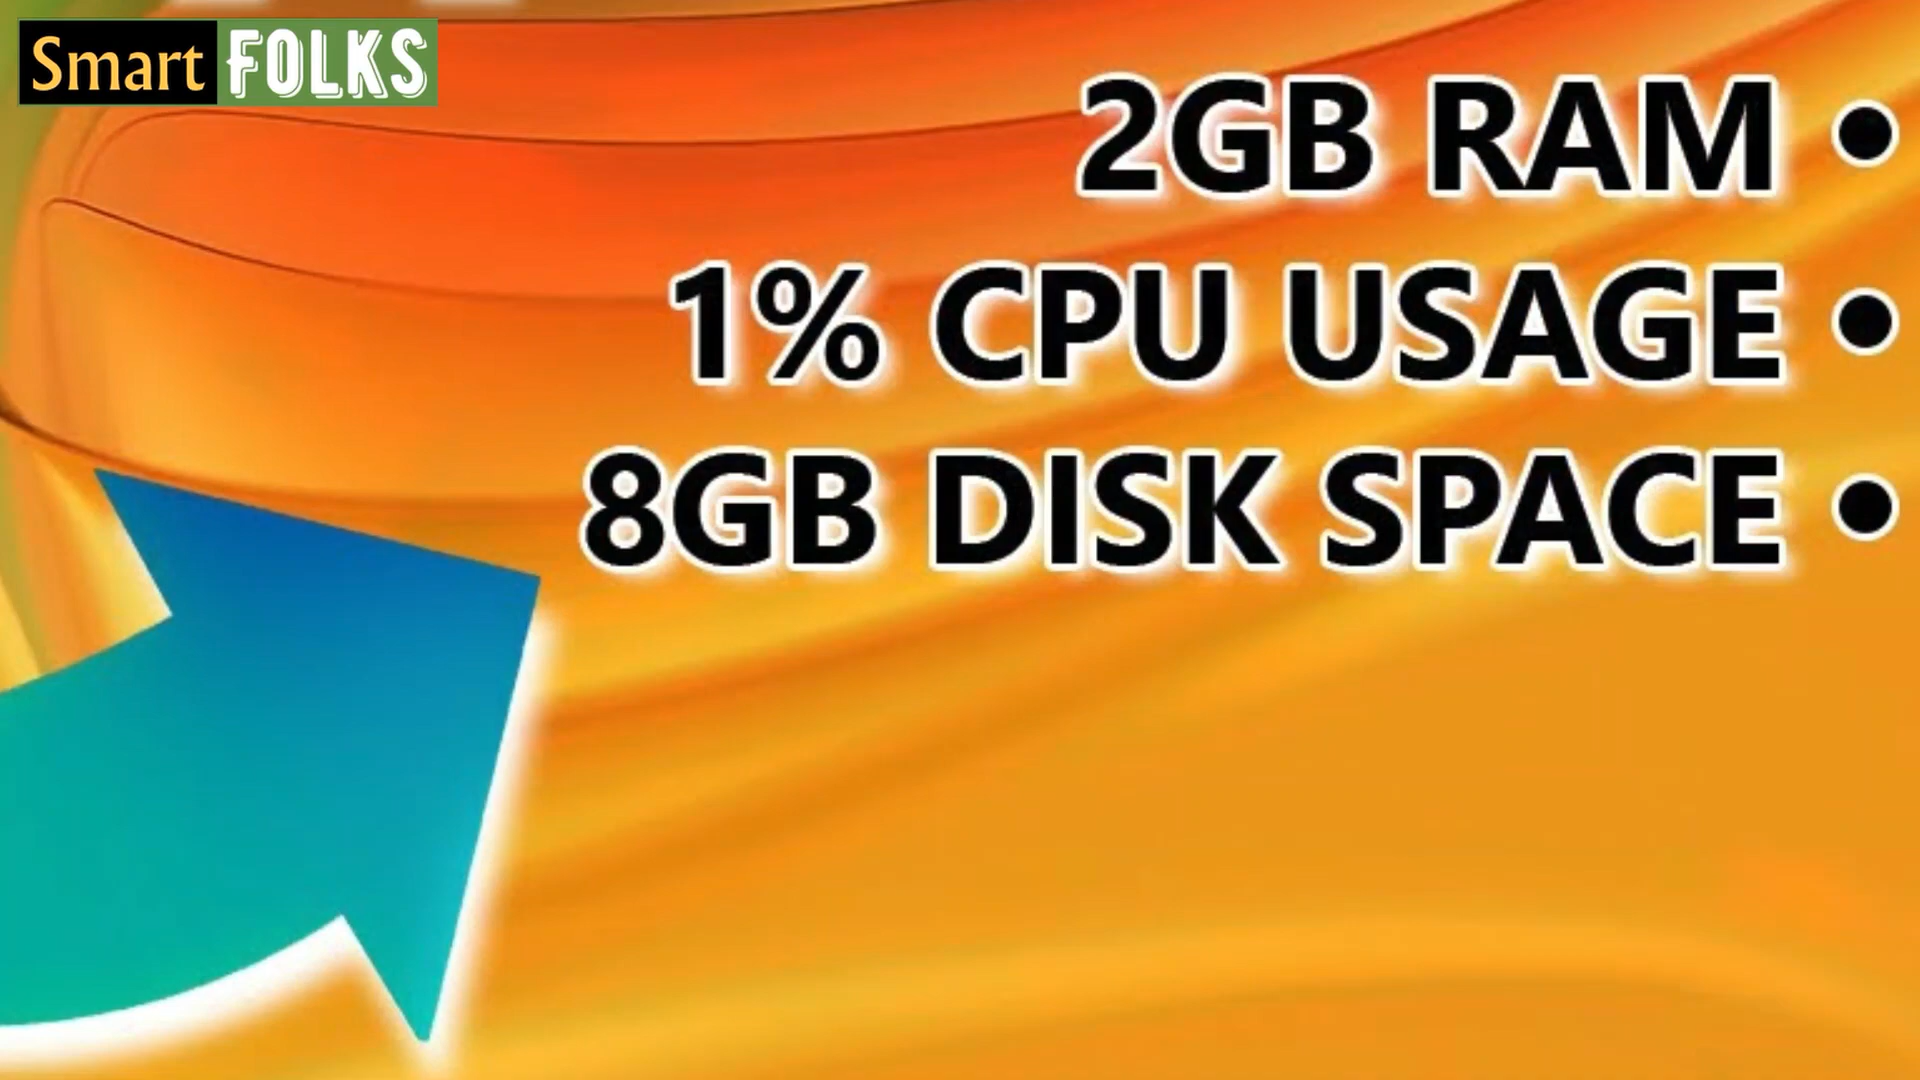 Smart FOLKS
2GB RAM •
1% CPU USAGE •
8GB DISK SPACE •